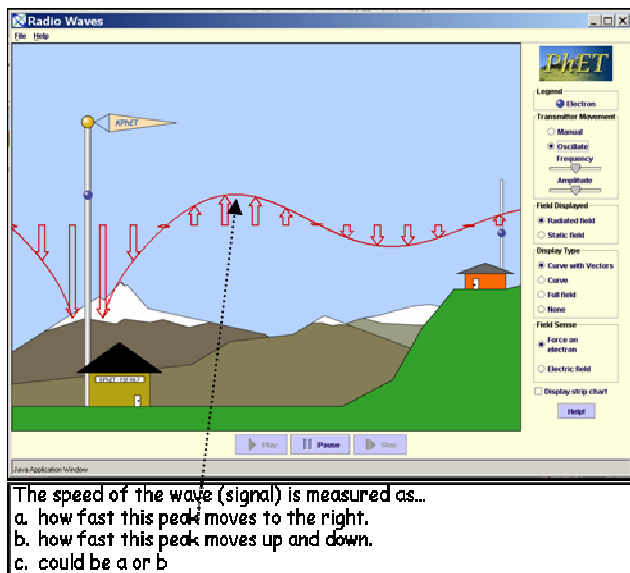 Radio Waves
File Help
KPhET
KPhET - FM 98.7
PhET
Legend
Electron
Transmitter Movement
Manual
Oscillate
Frequency
Amplitude
Field Displayed
Radiated field
Static field
Display Type
Curve with Vectors
Curve
Full field
None
Field Sense
Force on
electron
Electric field
Display strip chart
Help!
Play Pause Step
Java Application Window
The speed of the wave (signal) is measured as...
a. how fast this peak moves to the right.
b. how fast this peak moves up and down.
c. could be a or b